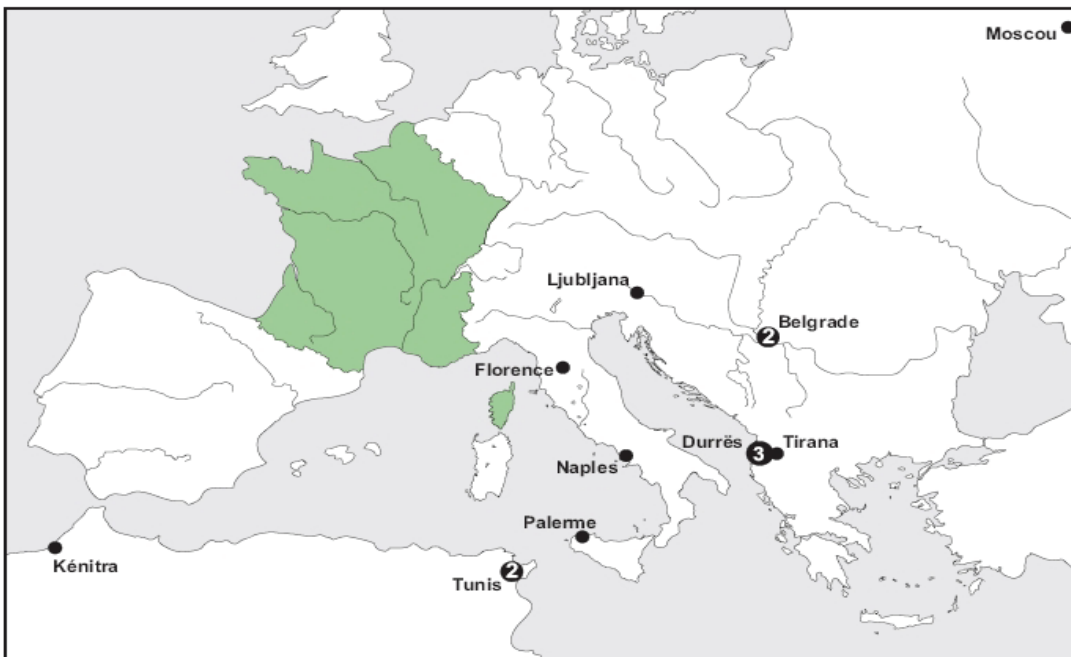 Moscou
Ljubljana
2 Belgrade
Florence
Durrës 3 Tirana
Naples
Palerme
Kénitra
Tunis 2